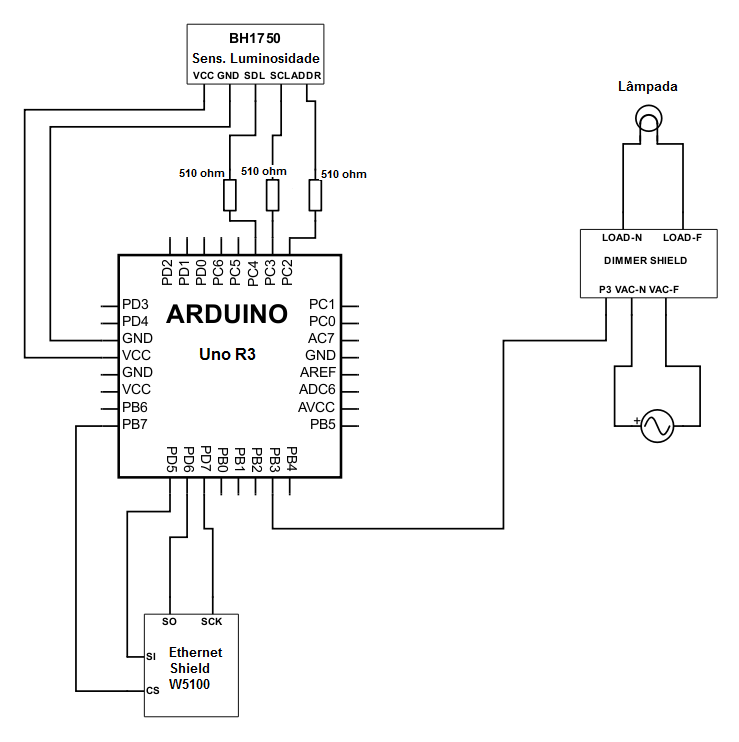 BH1750
Sens. Luminosidade
VCC GND SDL SCL ADDR
Lâmpada
510 ohm
510 ohm
510 ohm
LOAD-N LOAD-F
DIMMER SHIELD
P3 VAC-N VAC-F
PD2 PD1 PD0 PC6 PC5 PC4 PC3 PC2
ARDUINO
Uno R3
PD3
PD4
GND
VCC
GND
VCC
PB6
PB7
PC1
PC0
AC7
GND
AREF
ADC6
AVCC
PB5
+
PD5 PD6 PD7 PB0 PB1 PB2 PB3 PB4
SO SCK
SI
CS
Ethernet
Shield
W5100